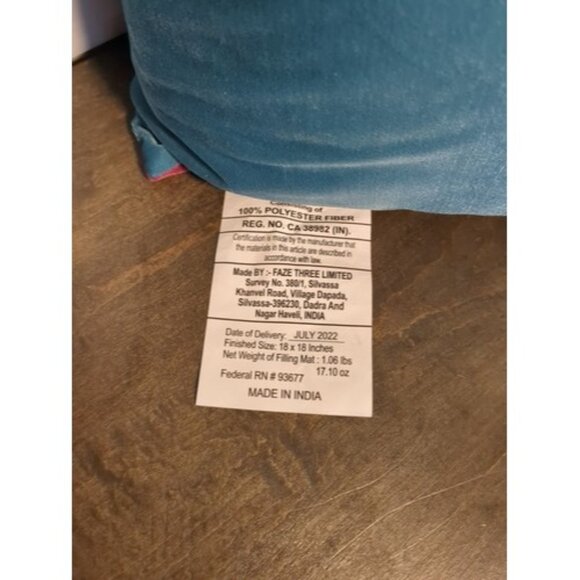 Consisting of
100% POLYESTER FIBER
REG. NO. CA 38982 (IN).
Certification is made by the manufacturer that
the materials in this article are described in
accordance with law.
Made BY :- FAZE THREE LIMITED
Survey No. 380/1, Silvassa
Khanvel Road, Village Dapada,
Silvassa-396230, Dadra And
Nagar Haveli, INDIA
Date of Delivery: JULY 2022
Finished Size: 18 x 18 Inches
Net Weight of Filling Mat : 1.06 lbs
17.10 oz
Federal RN # 93677
MADE IN INDIA